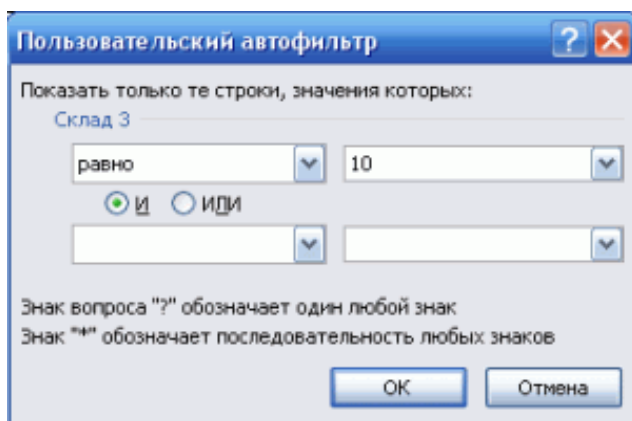 Пользовательский автофильтр ?
Показать только те строки, значения которых:
Склад 3
равно 10
И ИЛИ
Знак вопроса "?" обозначает один любой знак
Знак "*" обозначает последовательность любых знаков
ОК Отмена